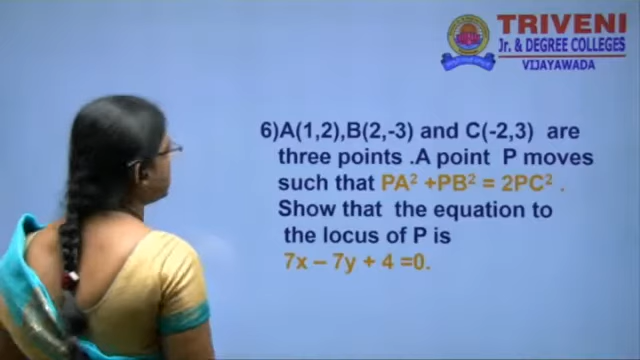 TRIVENI
Jr. & DEGREE COLLEGES
VIJAYAWADA
6)A(1,2),B(2,-3) and C(-2,3) are
three points .A point P moves
such that PA² +PB² = 2PC² .
Show that the equation to
the locus of P is
7x – 7y + 4 =0.